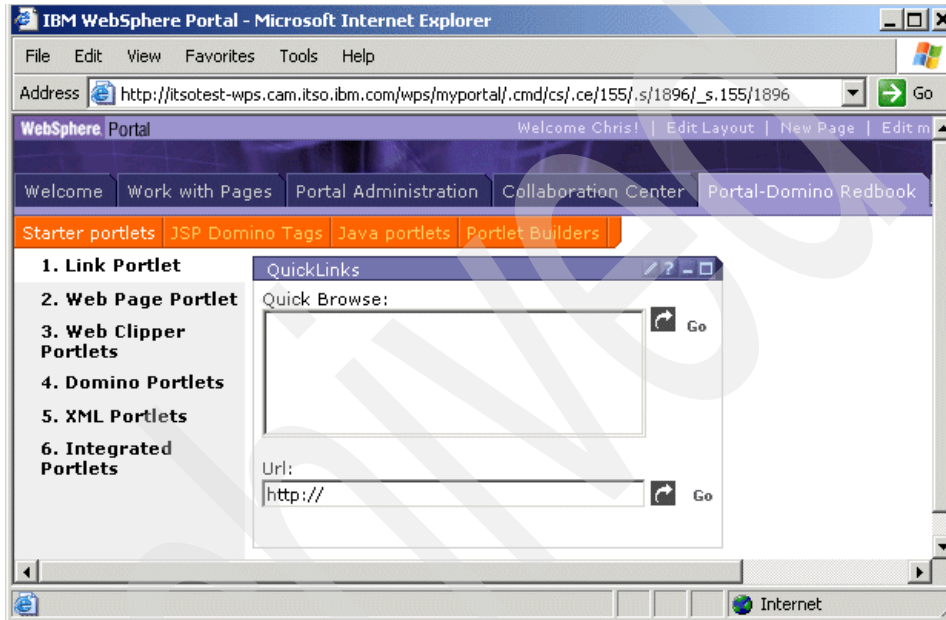 IBM WebSphere Portal - Microsoft Internet Explorer
File Edit View Favorites Tools Help
Address http://itsotest-wps.cam.itso.ibm.com/wps/myportal/.cmd/cs/.ce/155/.s/1896/_s.155/1896 Go
WebSphere Portal Welcome Chris! | Edit Layout | New Page | Edit m
Welcome Work with Pages Portal Administration Collaboration Center Portal-Domino Redbook
Starter portlets JSP Domino Tags Java portlets Portlet Builders
1. Link Portlet
QuickLinks
2. Web Page Portlet
Quick Browse:
Go
3. Web Clipper
Portlets
4. Domino Portlets
5. XML Portlets
6. Integrated
Portlets
Url:
http:// Go
Internet